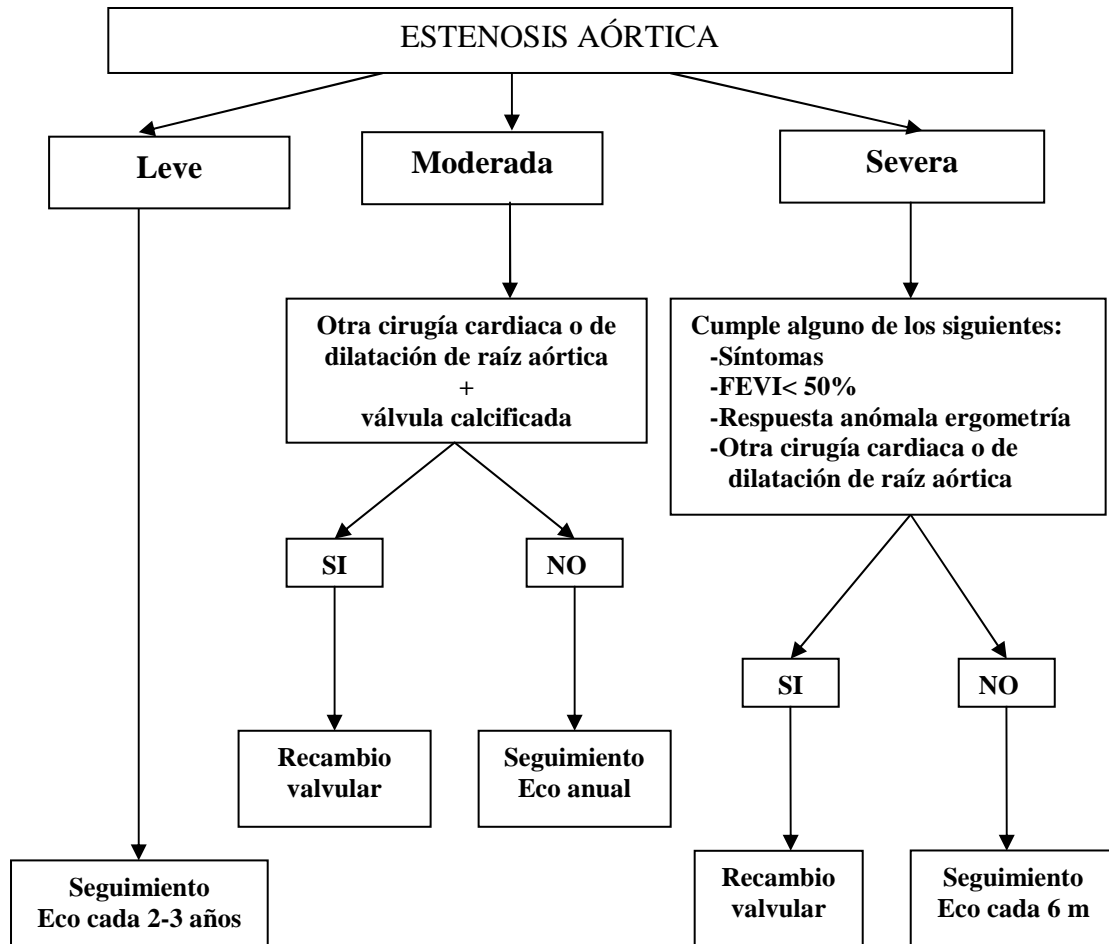 ESTENOSIS AÓRTICA
Leve
Moderada
Severa
Otra cirugía cardiaca o de
dilatación de raíz aórtica
+
válvula calcificada
Cumple alguno de los siguientes:
-Síntomas
-FEVI< 50%
-Respuesta anómala ergometría
-Otra cirugía cardiaca o de
dilatación de raíz aórtica
SI
NO
SI
NO
Recambio
valvular
Seguimiento
Eco anual
Seguimiento
Eco cada 2-3 años
Recambio
valvular
Seguimiento
Eco cada 6 m